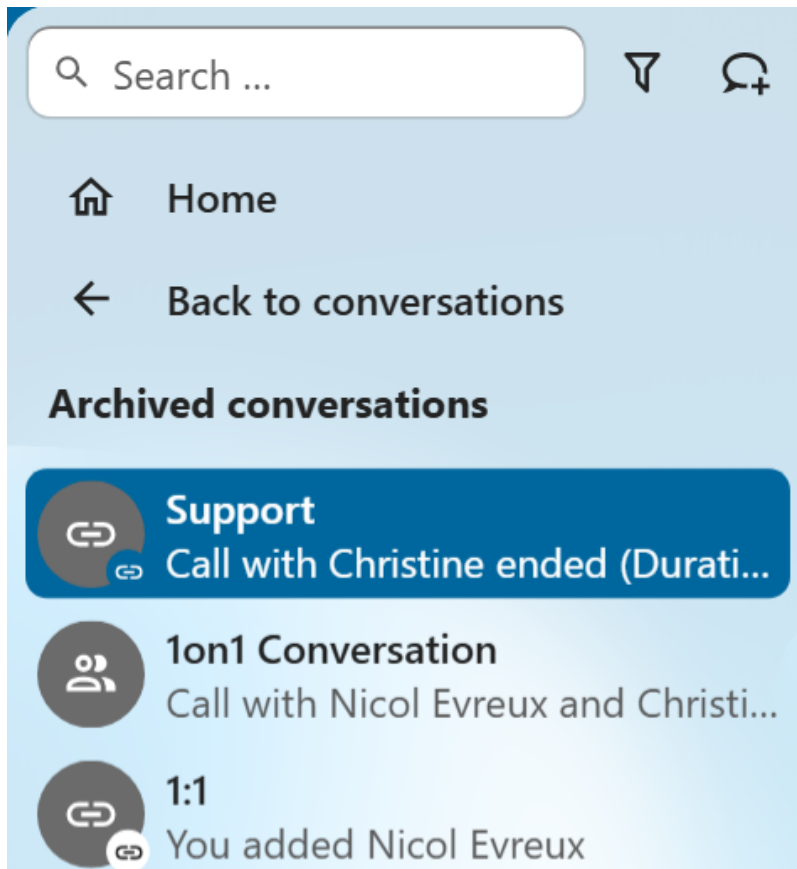 Search ...
Home
Back to conversations
Archived conversations
Support
Call with Christine ended (Durati...
1on1 Conversation
Call with Nicol Evreux and Christi...
1:1
You added Nicol Evreux